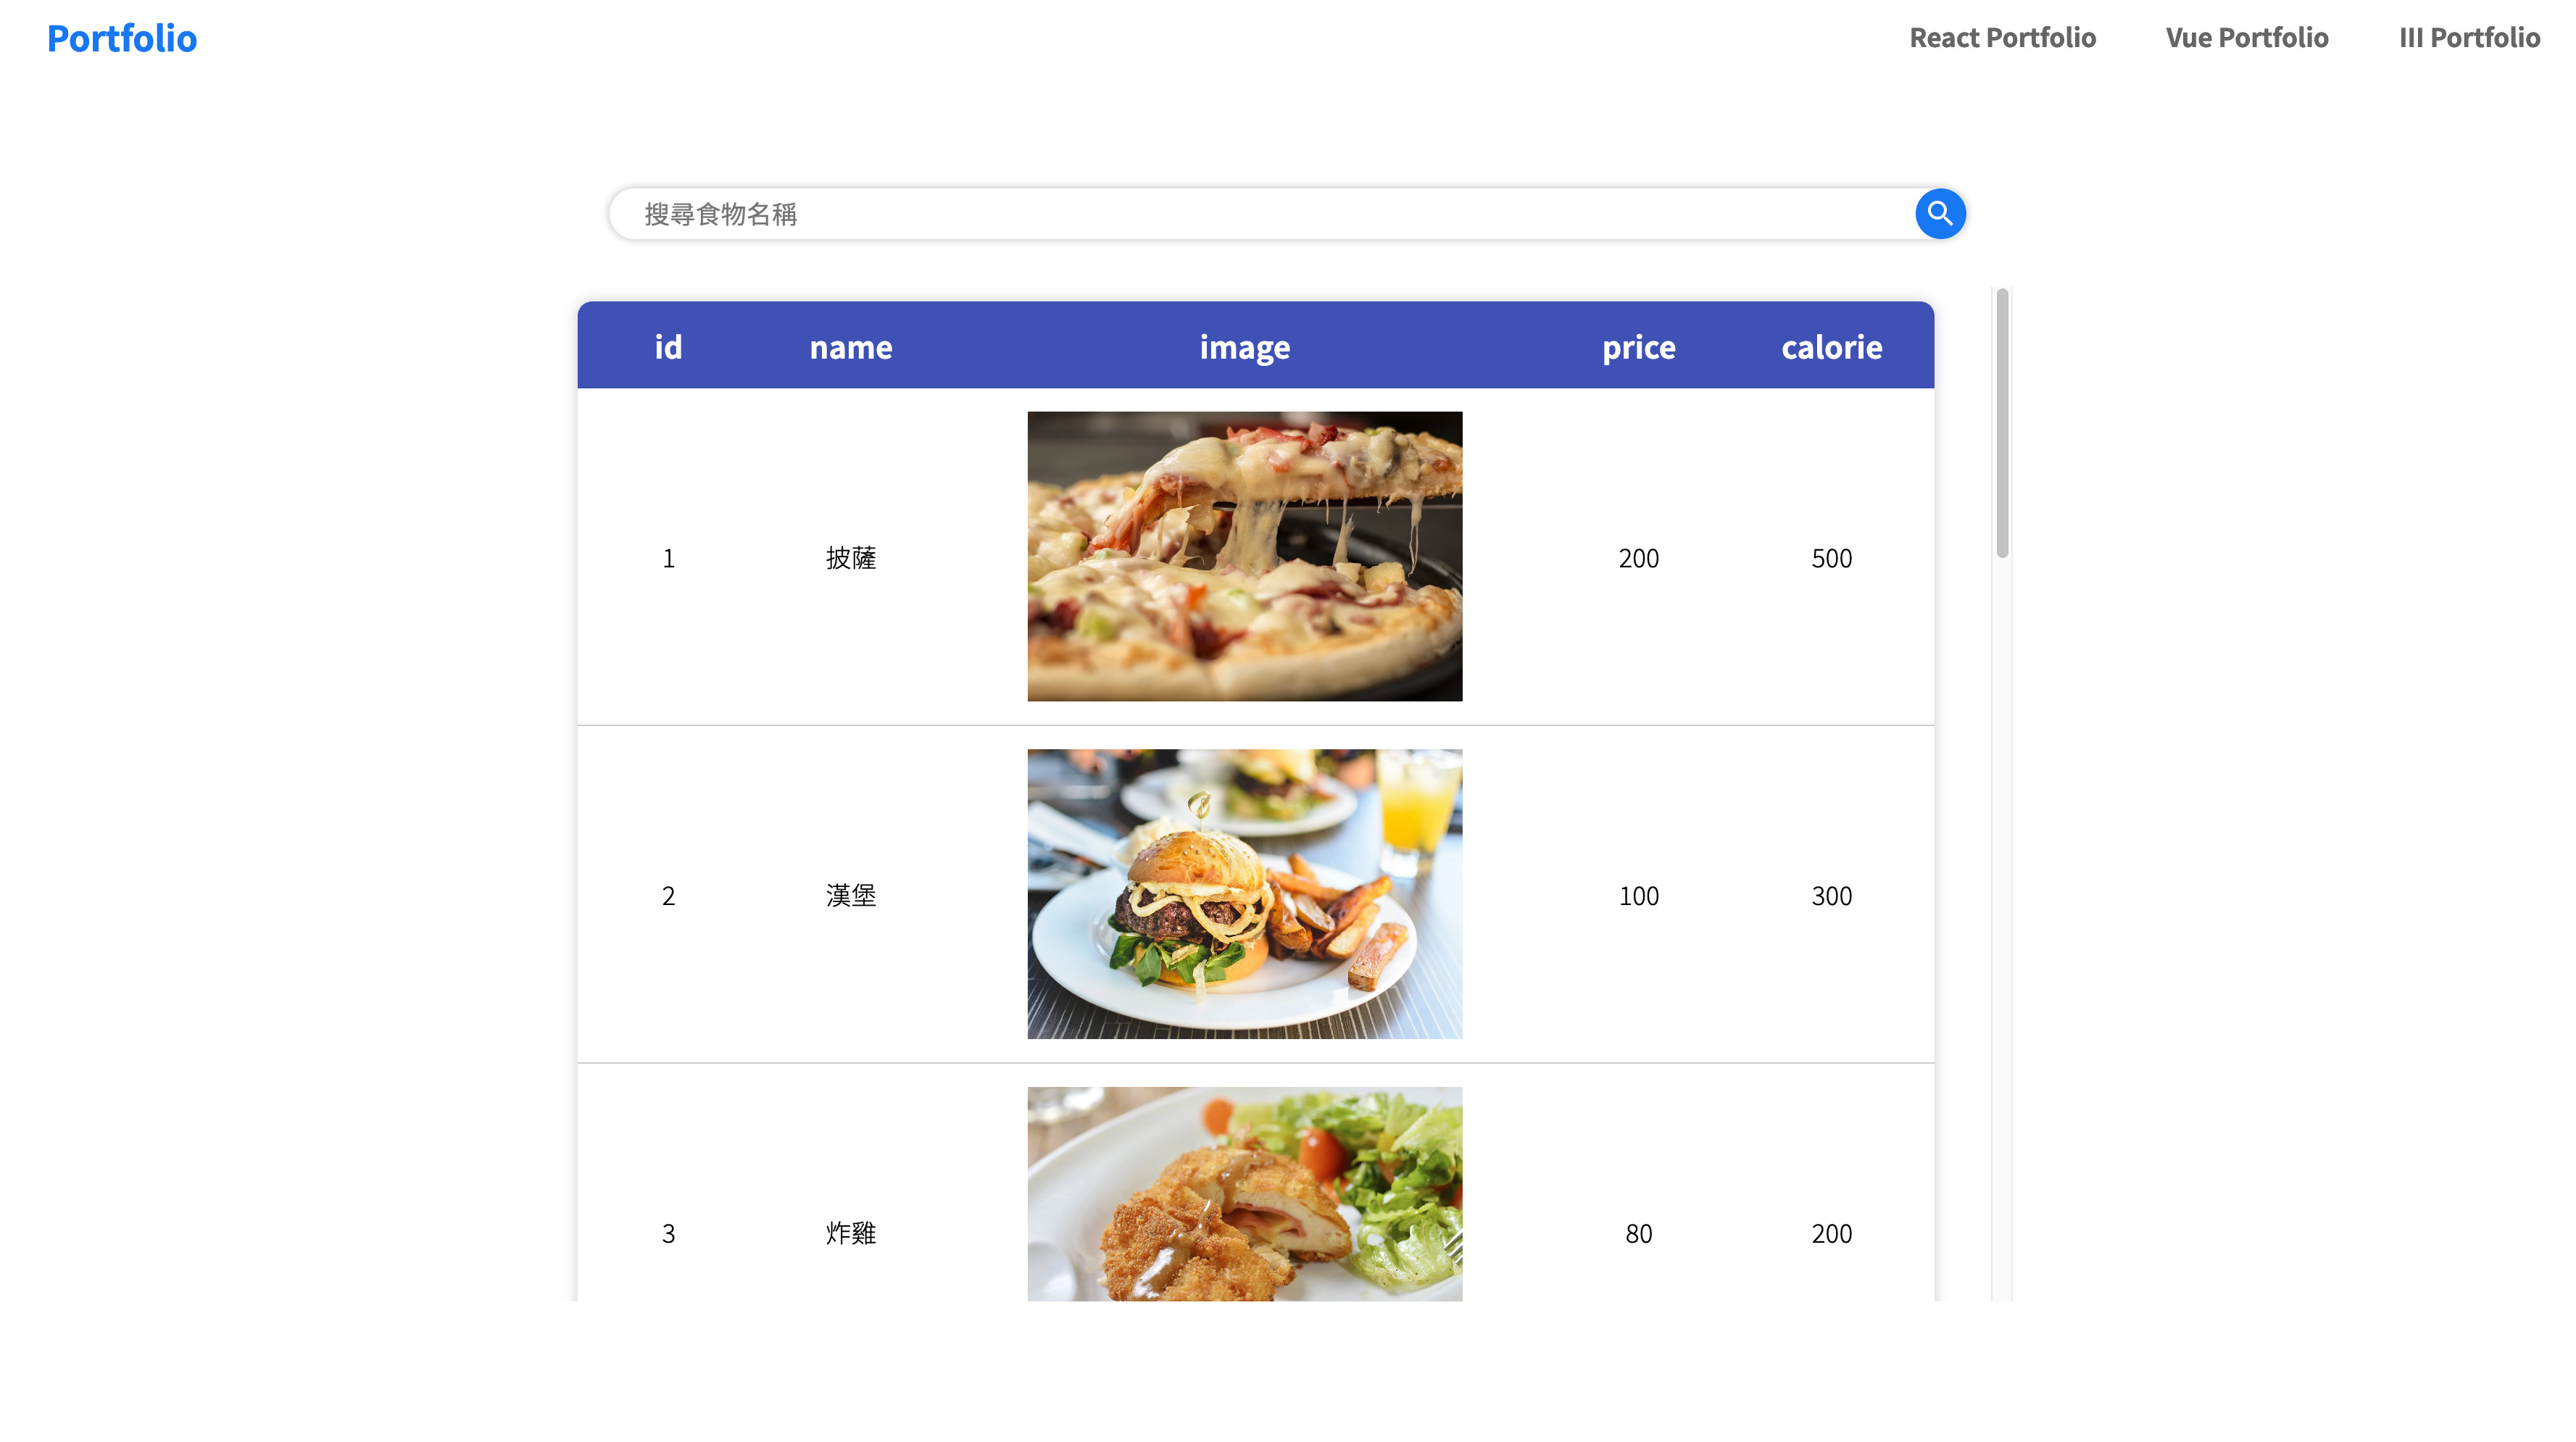 Portfolio
React Portfolio
Vue Portfolio
III Portfolio
搜尋食物名稱
id name image price calorie
1 披薩 200 500
2 漢堡 100 300
3 炸雞 80 200